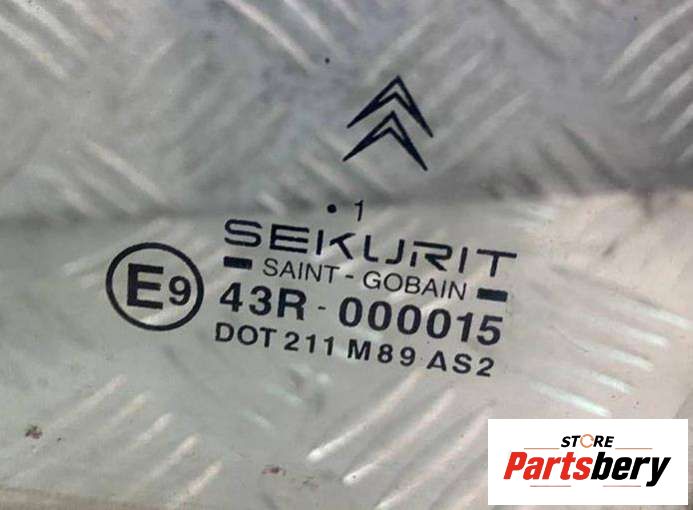 • 1
SEKURIT
SAINT - GOBAIN
E9
43R - 000015
DOT 211 M89 AS2
STORE
Partsbery